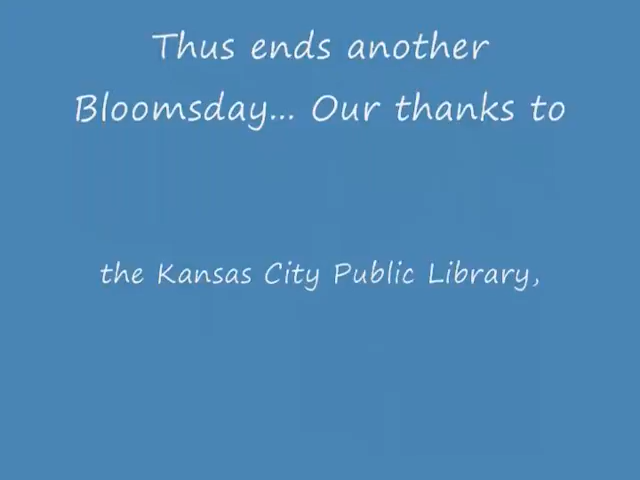 Thus ends another
Bloomsday... Our thanks to
the Kansas City Public Library,